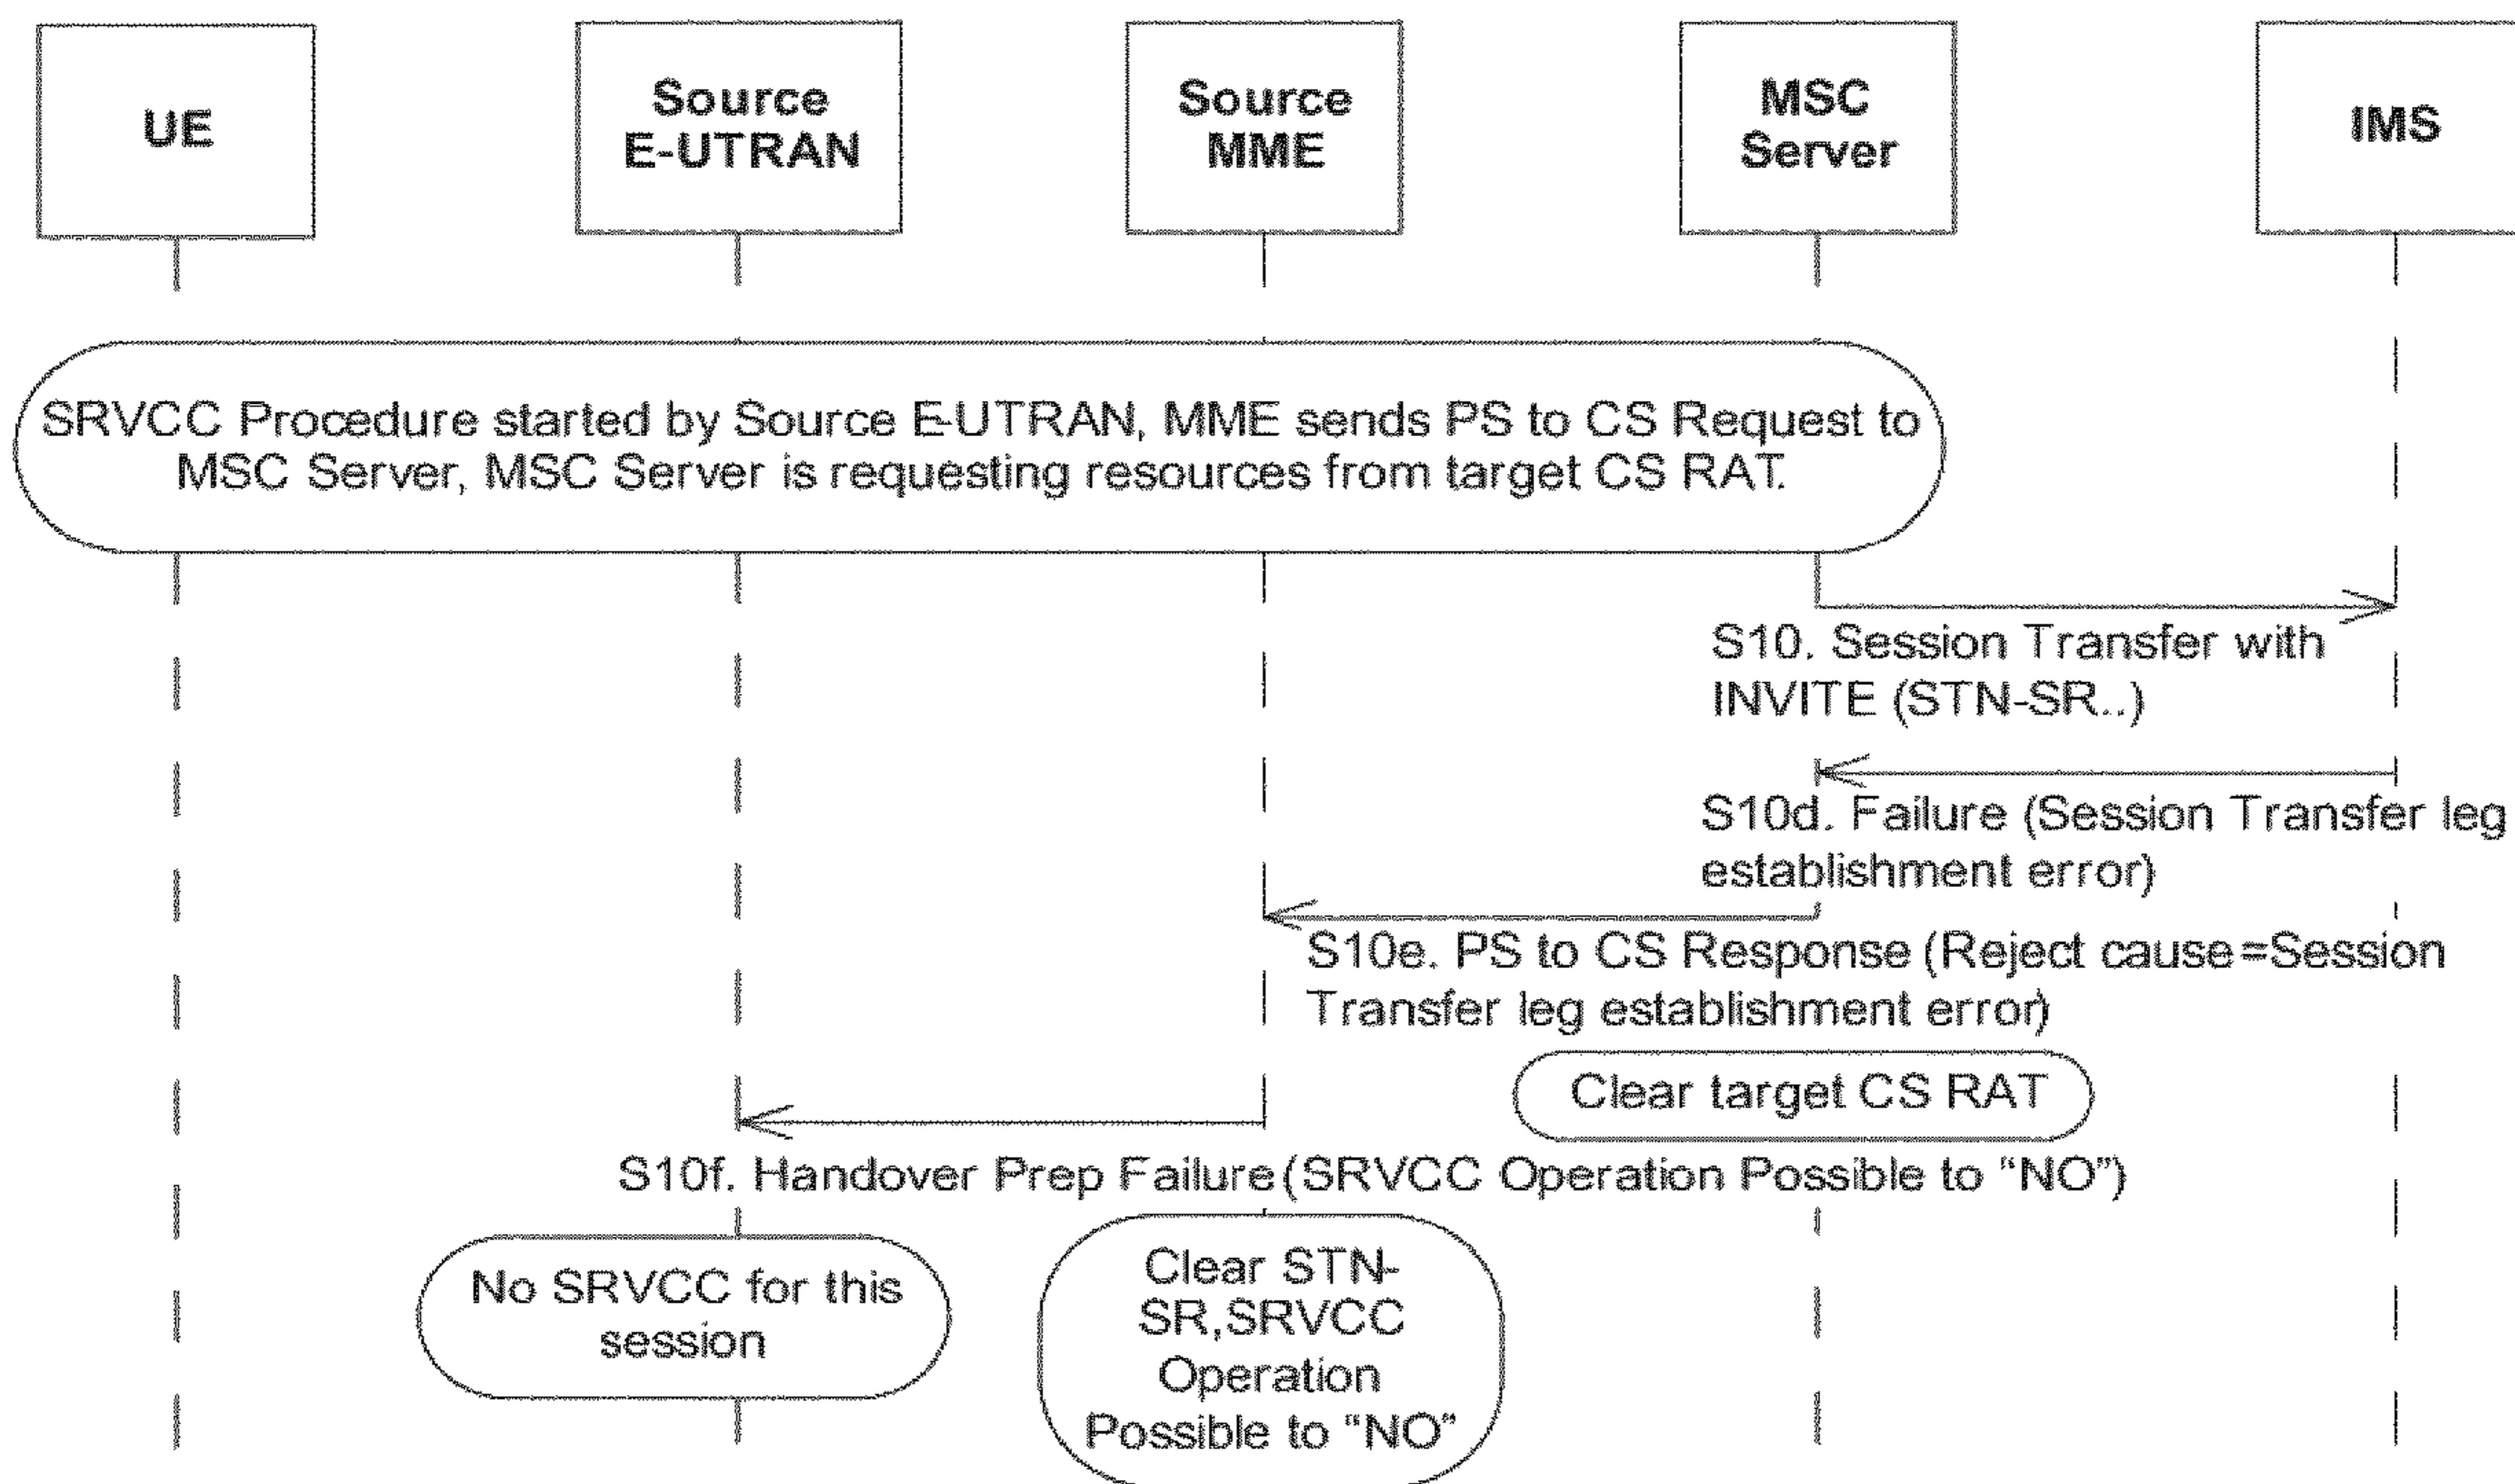 UE
Source
E-UTRAN
Source
MME
MSC
Server
IMS
SRVCC Procedure started by Source E-UTRAN, MME sends PS to CS Request to
MSC Server, MSC Server is requesting resources from target CS RAT.
S10. Session Transfer with
INVITE (STN-SR..)
S10d. Failure (Session Transfer leg
establishment error)
S10e. PS to CS Response (Reject cause=Session
Transfer leg establishment error)
Clear target CS RAT
S10f. Handover Prep Failure (SRVCC Operation Possible to “NO”)
No SRVCC for this
session
Clear STN-
SR,SRVCC
Operation
Possible to “NO”